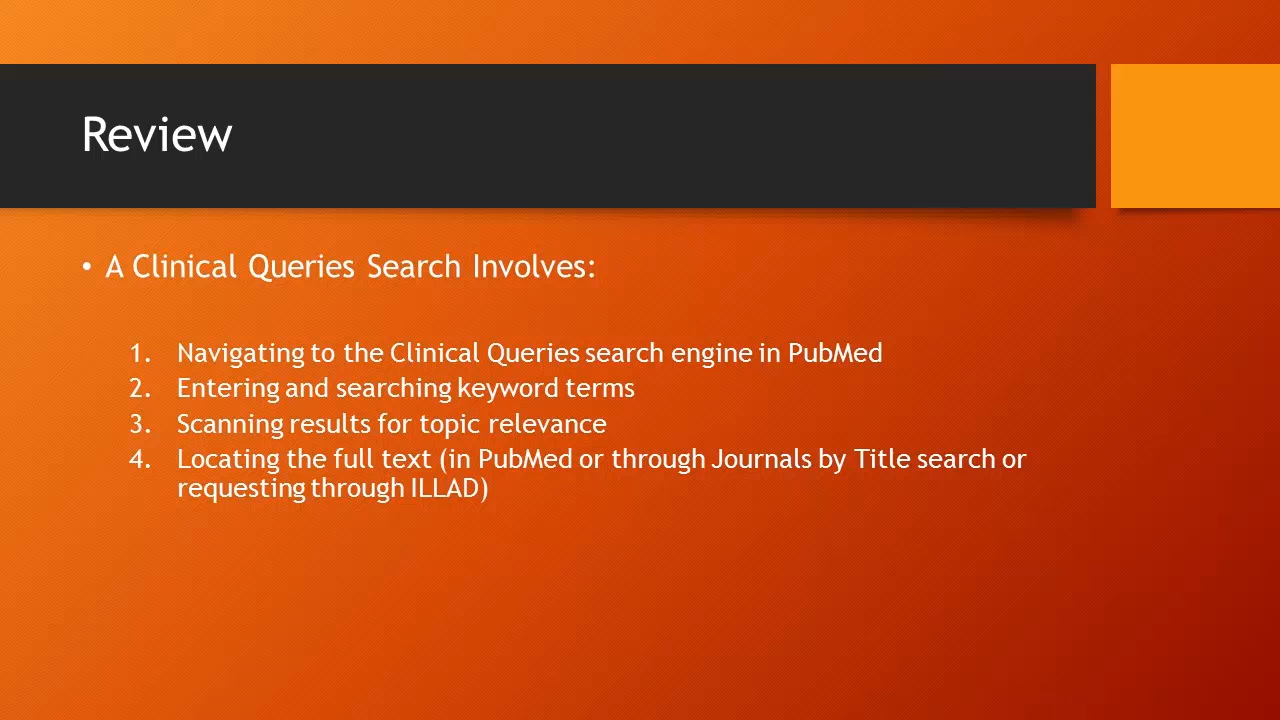 Review
• A Clinical Queries Search Involves:
1. Navigating to the Clinical Queries search engine in PubMed
2. Entering and searching keyword terms
3. Scanning results for topic relevance
4. Locating the full text (in PubMed or through Journals by Title search or
requesting through ILLAD)